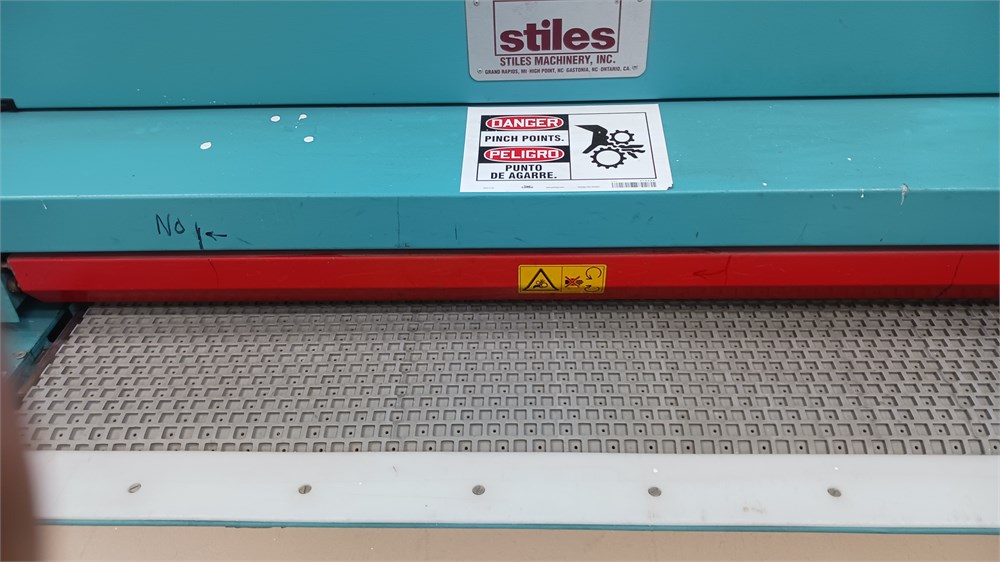 stiles
STILES MACHINERY, INC.
GRAND RAPIDS, MI · HIGH POINT, NC · GASTONIA, NC · ONTARIO, CA.
DANGER
PINCH POINTS.
PELIGRO
PUNTO
DE AGARRE.
No ←